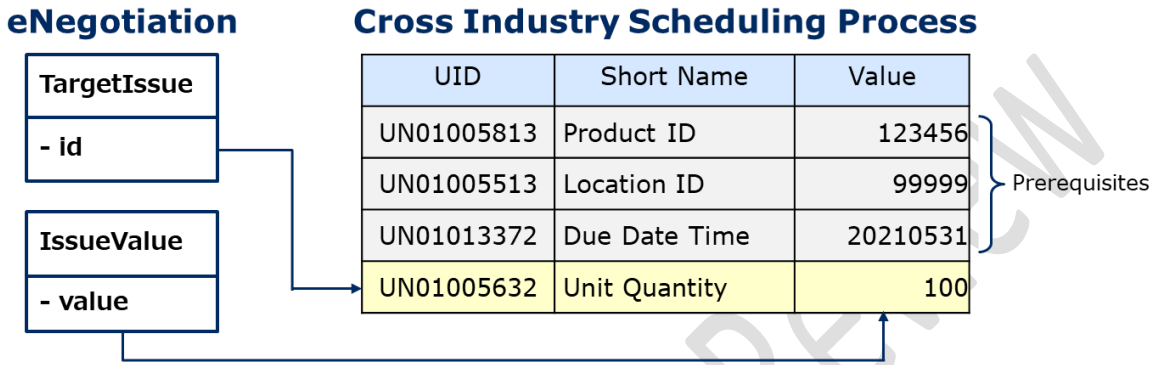 eNegotiation
Cross Industry Scheduling Process
TargetIssue
- id
IssueValue
- value
UID Short Name Value
UN01005813 Product ID 123456
UN01005513 Location ID 99999
UN01013372 Due Date Time 20210531
UN01005632 Unit Quantity 100
Prerequisites
Review